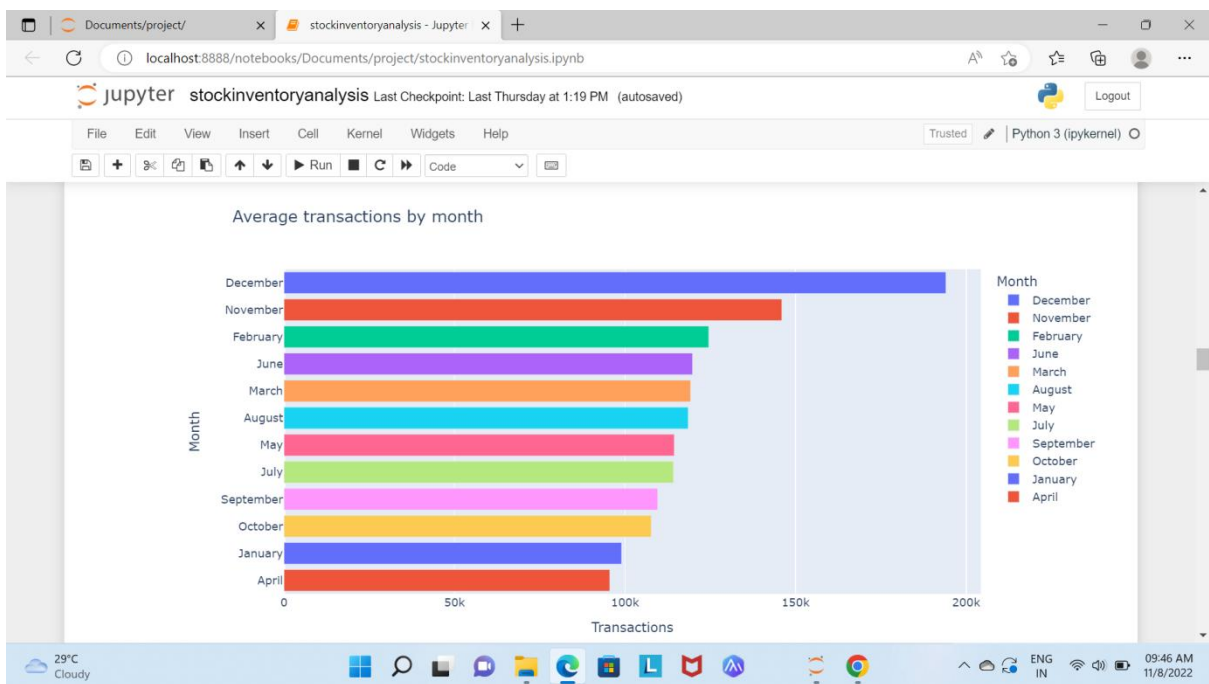 Documents/project/
stockinventoryanalysis - Jupyter
localhost:8888/notebooks/Documents/project/stockinventoryanalysis.ipynb
jupyter stockinventoryanalysis Last Checkpoint: Last Thursday at 1:19 PM (autosaved)
Logout
File Edit View Insert Cell Kernel Widgets Help
Trusted Python 3 (ipykernel)
Run Code
Average transactions by month
Month
December
November
February
June
March
August
May
July
September
October
January
April
0 50k 100k 150k 200k
Transactions
Month
December
November
February
June
March
August
May
July
September
October
January
April
29°C
Cloudy
ENG
IN
09:46 AM
11/8/2022